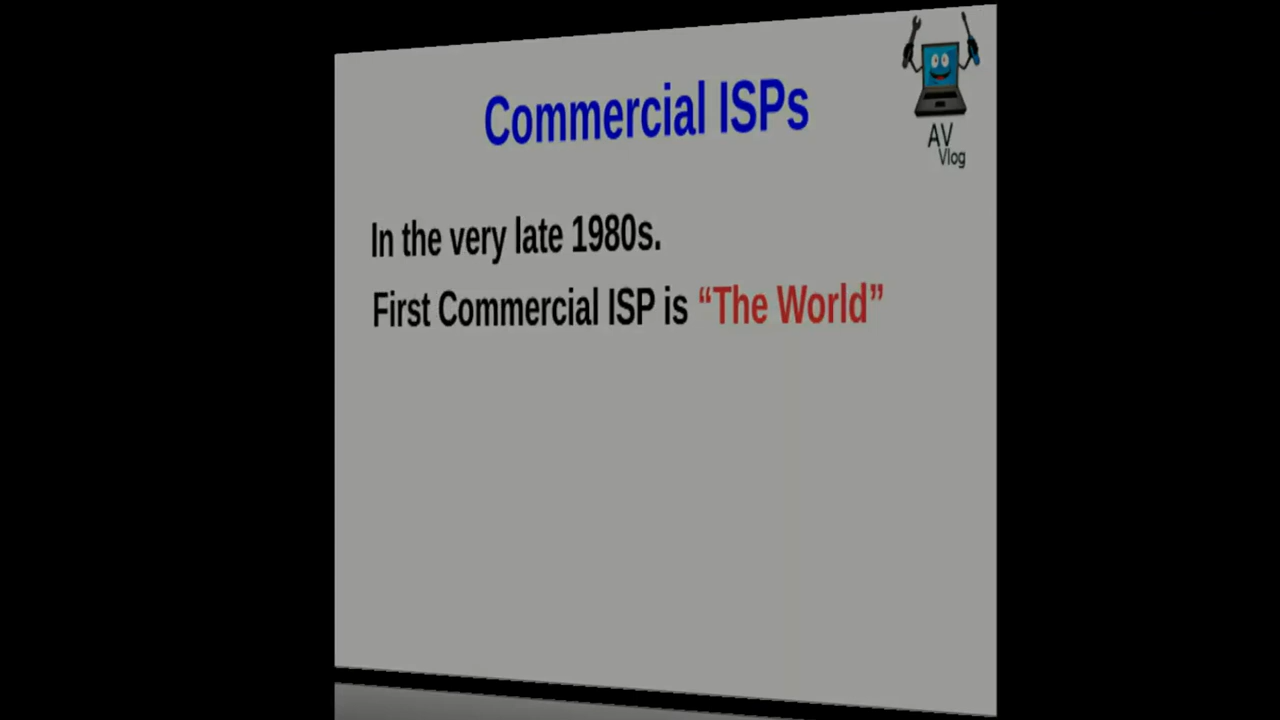 Commercial ISPs
AV
Vlog
In the very late 1980s.
First Commercial ISP is “The World”